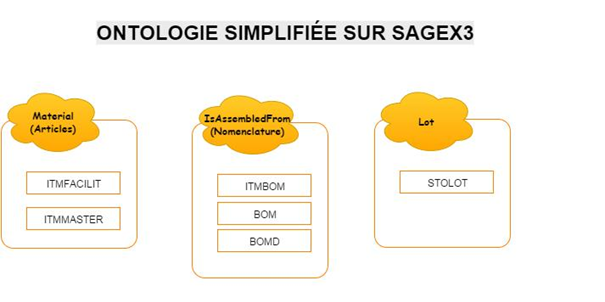 ONTOLOGIE SIMPLIFIÉE SUR SAGEX3
Material
(Articles)
ITMFACILIT
ITMMASTER
IsAssembledFrom
(Nomenclature)
ITMBOM
BOM
BOMD
Lot
STOLOT